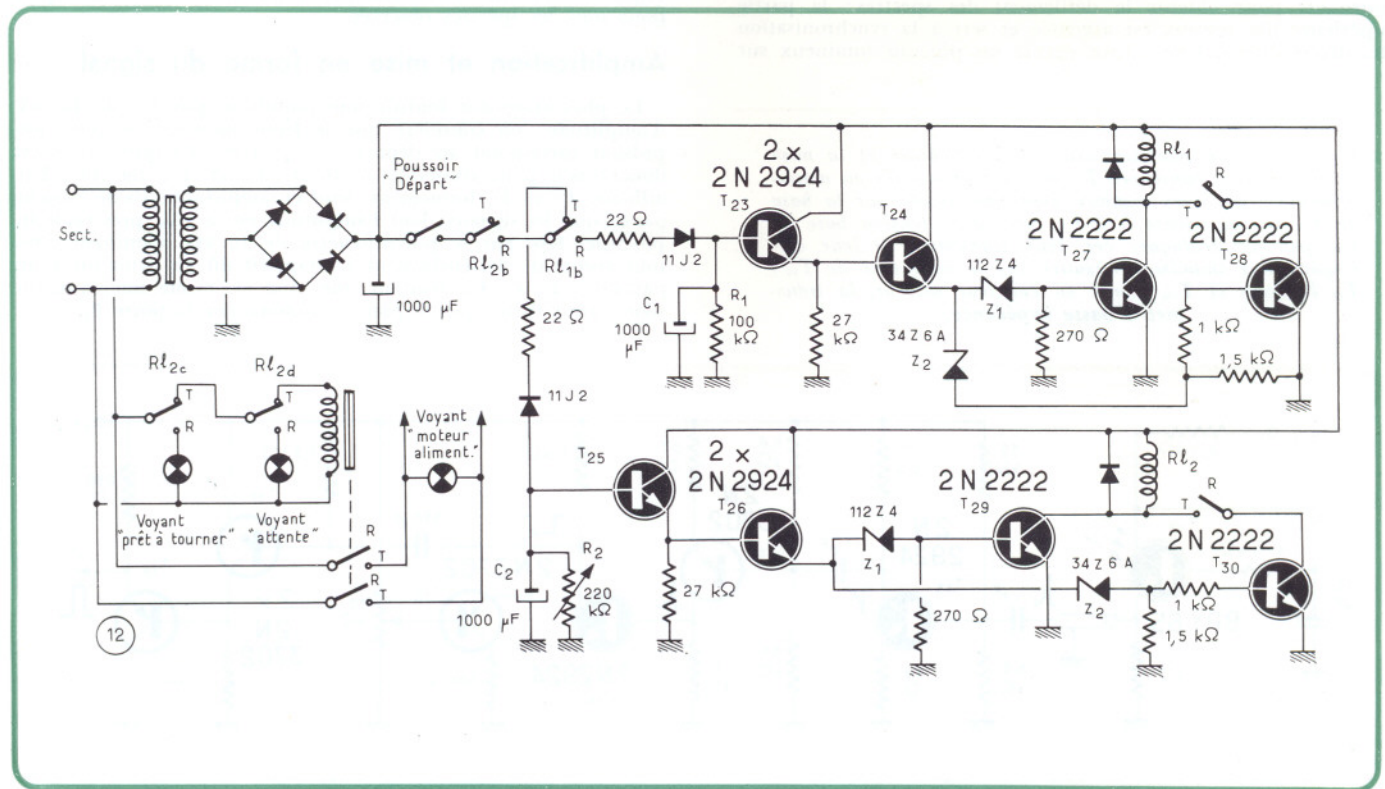 Sect.
1000 µF
Poussoir
"Départ"
T
R
Rl2b
T
R
Rl1b
22 Ω
11 J 2
22 Ω
11 J 2
C1
1000
µF
R1
100
kΩ
2 ×
2 N 2924
T23
T24
27
kΩ
112 Z 4
Z1
34 Z 6 A
Z2
2 N 2222
T27
270 Ω
Rl1
R
T
2 N 2222
T28
1 kΩ
1,5 kΩ
Rl2c
T
R
Rl2d
T
R
Voyant
"prêt à tourner"
Voyant
"attente"
Voyant
"moteur
aliment."
R
T
R
T
C2
1000 µF
R2
220
kΩ
T25
2 ×
2 N 2924
T26
27 kΩ
112 Z 4
Z1
2 N 2222
T29
270 Ω
34 Z 6 A
Z2
Rl2
R
T
2 N 2222
T30
1 kΩ
1,5 kΩ
12